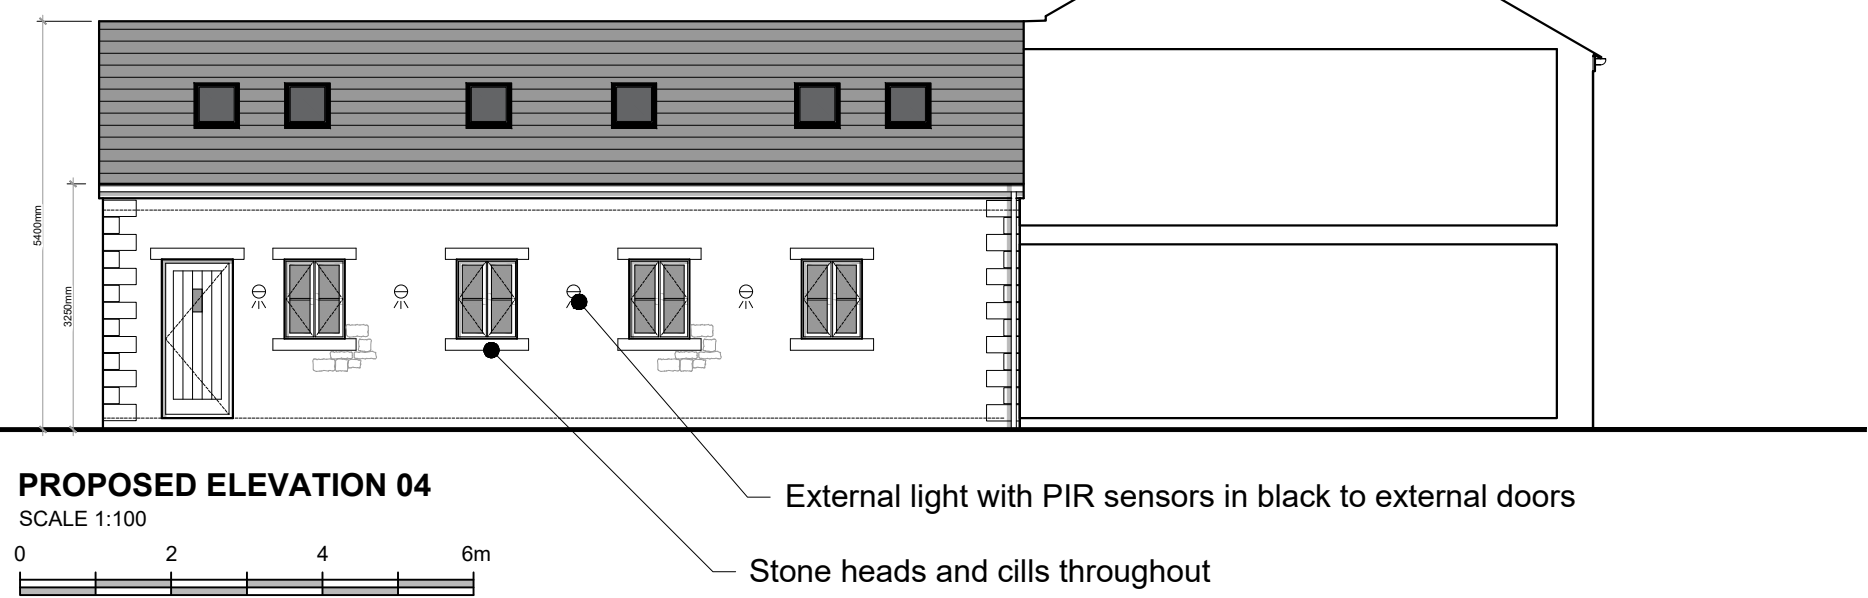 5400mm
3250mm
PROPOSED ELEVATION 04
SCALE 1:100
0 2 4 6m
External light with PIR sensors in black to external doors
Stone heads and cills throughout